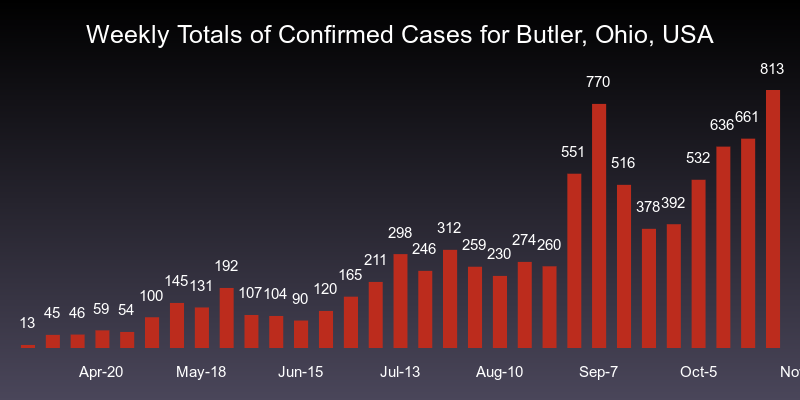 Weekly Totals of Confirmed Cases for Butler, Ohio, USA
13 45 46 59 54 100 145 131 192 107 104 90 120 165 211 298 246 312 259 230 274 260 551 770 516 378 392 532 636 661 813
Apr-20 May-18 Jun-15 Jul-13 Aug-10 Sep-7 Oct-5 No